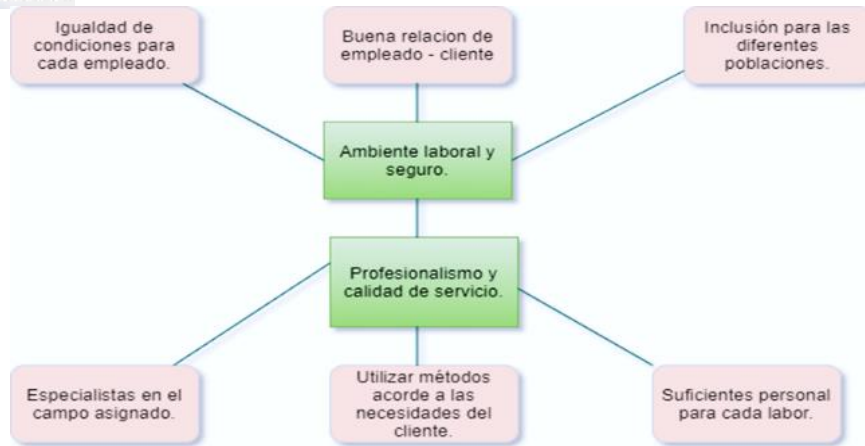 Igualdad de
condiciones para
cada empleado.
Buena relacion de
empleado - cliente
Inclusión para las
diferentes
poblaciones.
Ambiente laboral y
seguro.
Profesionalismo y
calidad de servicio.
Especialistas en el
campo asignado.
Utilizar métodos
acorde a las
necesidades del
cliente.
Suficientes personal
para cada labor.